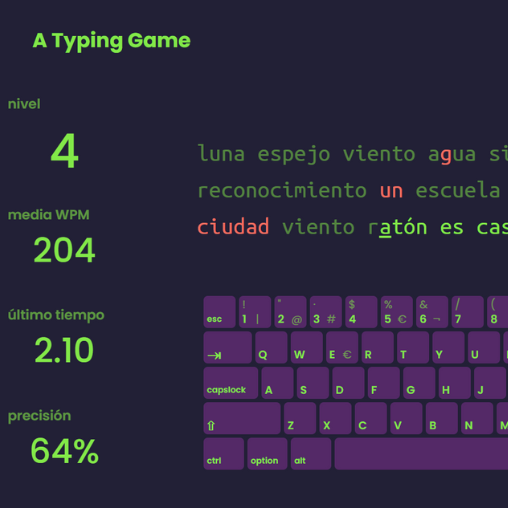 A Typing Game
nivel
4
media WPM
204
último tiempo
2.10
precisión
64%
luna espejo viento agua si
reconocimiento un escuela
ciudad viento ratón es cas
esc ! 1 | " 2 @ · 3 # $ 4 % 5 € & 6 ¬ / 7 ( 8
Q W E € R T Y U
capslock A S D F G H J
⇧ Z X C V B N M
ctrl option alt